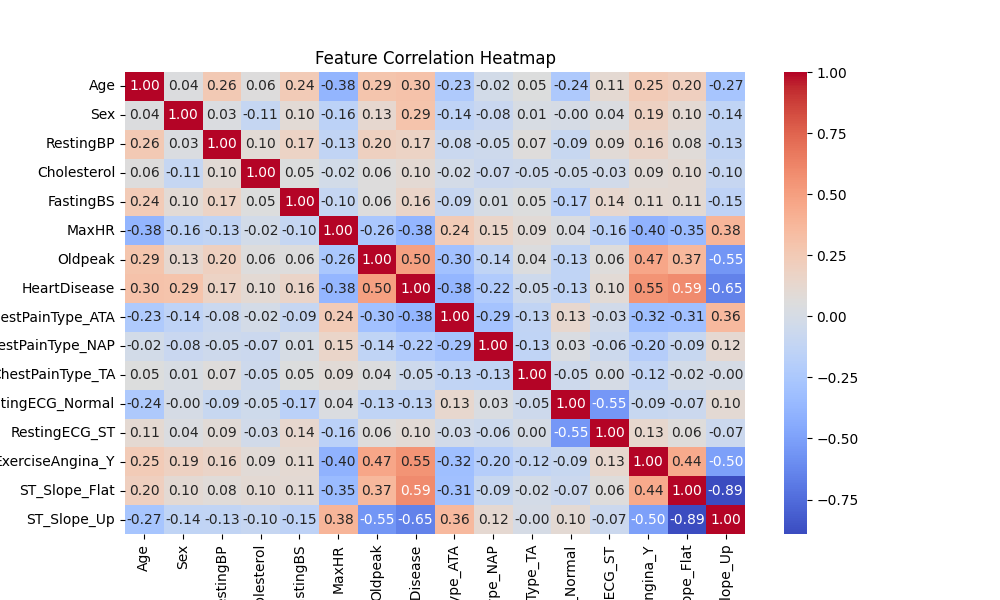 Feature Correlation Heatmap
Age 1.00 0.04 0.26 0.06 0.24 -0.38 0.29 0.30 -0.23 -0.02 0.05 -0.24 0.11 0.25 0.20 -0.27
Sex 0.04 1.00 0.03 -0.11 0.10 -0.16 0.13 0.29 -0.14 -0.08 0.01 -0.00 0.04 0.19 0.10 -0.14
RestingBP 0.26 0.03 1.00 0.10 0.17 -0.13 0.20 0.17 -0.08 -0.05 0.07 -0.09 0.09 0.16 0.08 -0.13
Cholesterol 0.06 -0.11 0.10 1.00 0.05 -0.02 0.06 0.10 -0.02 -0.07 -0.05 -0.05 -0.03 0.09 0.10 -0.10
FastingBS 0.24 0.10 0.17 0.05 1.00 -0.10 0.06 0.16 -0.09 0.01 0.05 -0.17 0.14 0.11 0.11 -0.15
MaxHR -0.38 -0.16 -0.13 -0.02 -0.10 1.00 -0.26 -0.38 0.24 0.15 0.09 0.04 -0.16 -0.40 -0.35 0.38
Oldpeak 0.29 0.13 0.20 0.06 0.06 -0.26 1.00 0.50 -0.30 -0.14 0.04 -0.13 0.06 0.47 0.37 -0.55
HeartDisease 0.30 0.29 0.17 0.10 0.16 -0.38 0.50 1.00 -0.38 -0.22 -0.05 -0.13 0.10 0.55 0.59 -0.65
estPainType_ATA -0.23 -0.14 -0.08 -0.02 -0.09 0.24 -0.30 -0.38 1.00 -0.29 -0.13 0.13 -0.03 -0.32 -0.31 0.36
estPainType_NAP -0.02 -0.08 -0.05 -0.07 0.01 0.15 -0.14 -0.22 -0.29 1.00 -0.13 0.03 -0.06 -0.20 -0.09 0.12
ChestPainType_TA 0.05 0.01 0.07 -0.05 0.05 0.09 0.04 -0.05 -0.13 -0.13 1.00 -0.05 0.00 -0.12 -0.02 -0.00
tingECG_Normal -0.24 -0.00 -0.09 -0.05 -0.17 0.04 -0.13 -0.13 0.13 0.03 -0.05 1.00 -0.55 -0.09 -0.07 0.10
RestingECG_ST 0.11 0.04 0.09 -0.03 0.14 -0.16 0.06 0.10 -0.03 -0.06 0.00 -0.55 1.00 0.13 0.06 -0.07
ExerciseAngina_Y 0.25 0.19 0.16 0.09 0.11 -0.40 0.47 0.55 -0.32 -0.20 -0.12 -0.09 0.13 1.00 0.44 -0.50
ST_Slope_Flat 0.20 0.10 0.08 0.10 0.11 -0.35 0.37 0.59 -0.31 -0.09 -0.02 -0.07 0.06 0.44 1.00 -0.89
ST_Slope_Up -0.27 -0.14 -0.13 -0.10 -0.15 0.38 -0.55 -0.65 0.36 0.12 -0.00 0.10 -0.07 -0.50 -0.89 1.00
Age
Sex
estingBP
olesterol
stingBS
MaxHR
Oldpeak
Disease
ype_ATA
ype_NAP
Type_TA
_Normal
ECG_ST
ngina_Y
ope_Flat
lope_Up
1.00
0.75
0.50
0.25
0.00
−0.25
−0.50
−0.75